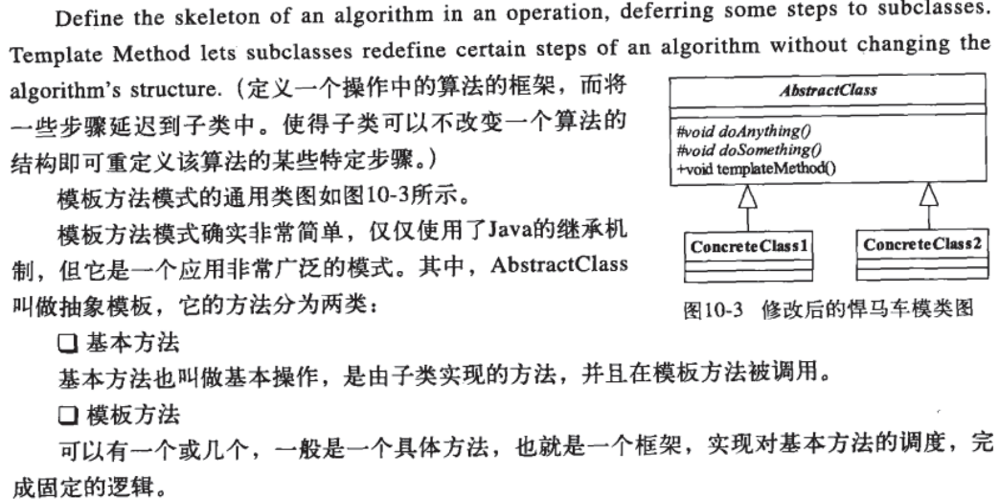 Define the skeleton of an algorithm in an operation, deferring some steps to subclasses.
Template Method lets subclasses redefine certain steps of an algorithm without changing the
algorithm's structure.（定义一个操作中的算法的框架，而将
一些步骤延迟到子类中。使得子类可以不改变一个算法的
结构即可重定义该算法的某些特定步骤。）
模板方法模式的通用类图如图10-3所示。
模板方法模式确实非常简单，仅仅使用了Java的继承机
制，但它是一个应用非常广泛的模式。其中，AbstractClass
叫做抽象模板，它的方法分为两类：
AbstractClass
#void doAnything()
#void doSomething()
+void templateMethod()
ConcreteClass1
ConcreteClass2
图10-3 修改后的悍马车模类图
❑ 基本方法
基本方法也叫做基本操作，是由子类实现的方法，并且在模板方法被调用。
❑ 模板方法
可以有一个或几个，一般是一个具体方法，也就是一个框架，实现对基本方法的调度，完
成固定的逻辑。